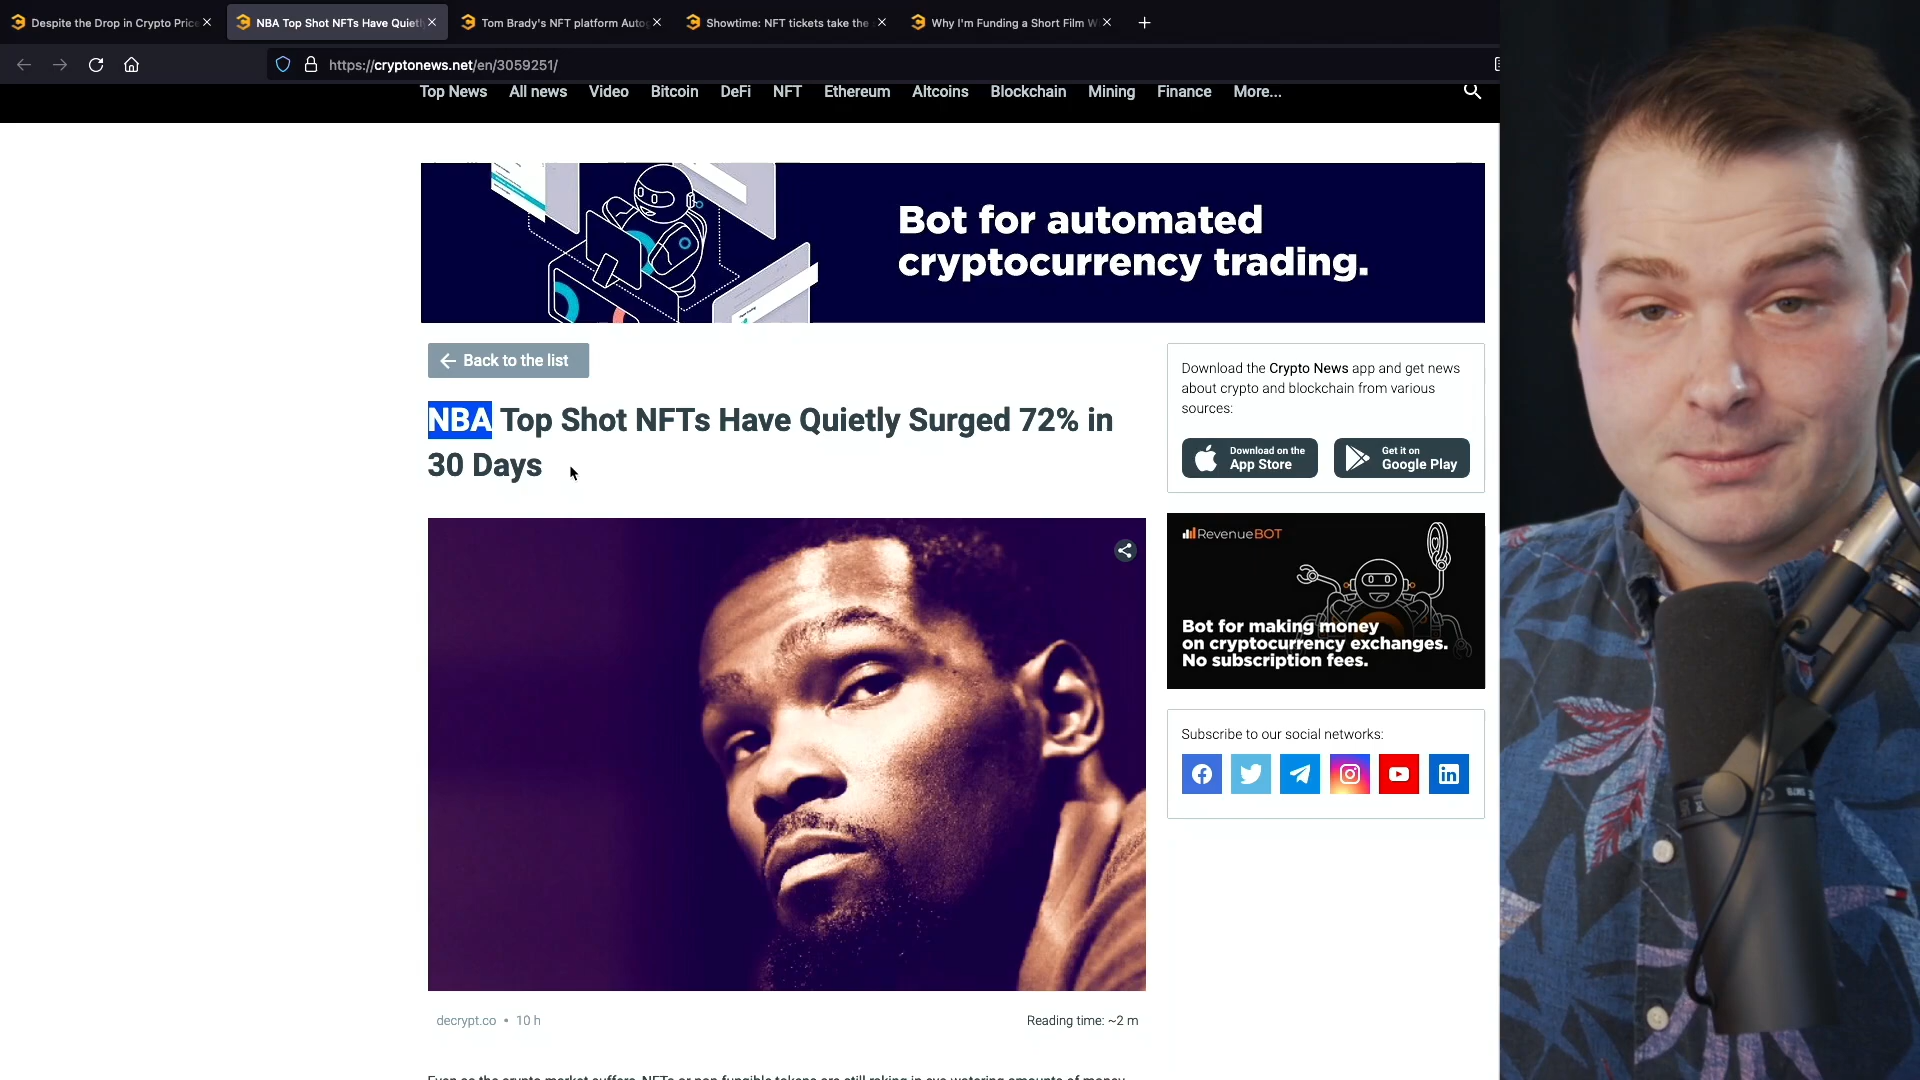 Despite the Drop in Crypto Price
NBA Top Shot NFTs Have Quietl
Tom Brady's NFT platform Auto
Showtime: NFT tickets take the
Why I'm Funding a Short Film W
https://cryptonews.net/en/3059251/
Top News All news Video Bitcoin DeFi NFT Ethereum Altcoins Blockchain Mining Finance More...
Bot for automated
cryptocurrency trading.
Back to the list
NBA Top Shot NFTs Have Quietly Surged 72% in
30 Days
Download the Crypto News app and get news
about crypto and blockchain from various
sources:
Download on the
App Store
Get it on
Google Play
RevenueBOT
Bot for making money
on cryptocurrency exchanges.
No subscription fees.
Subscribe to our social networks:
decrypt.co • 10 h
Reading time: ~2 m